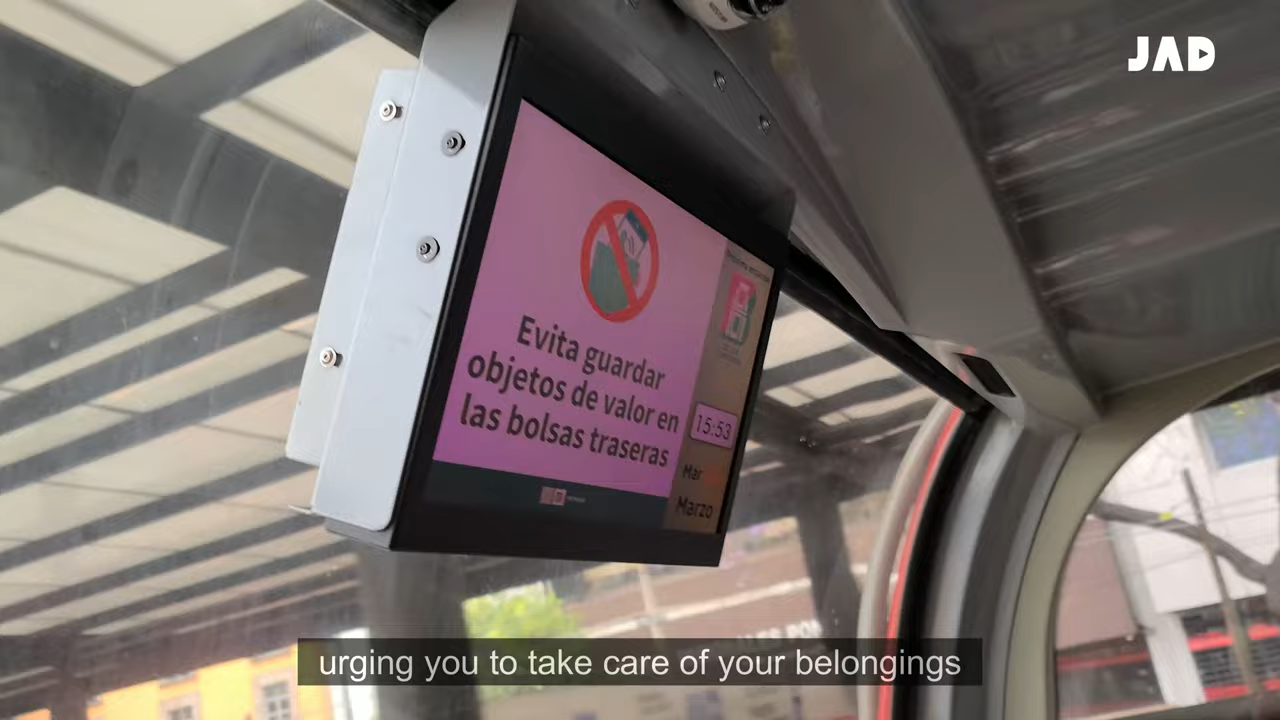 JAD
Evita guardar
objetos de valor en
las bolsas traseras
15:53
Mar
Marzo
urging you to take care of your belongings